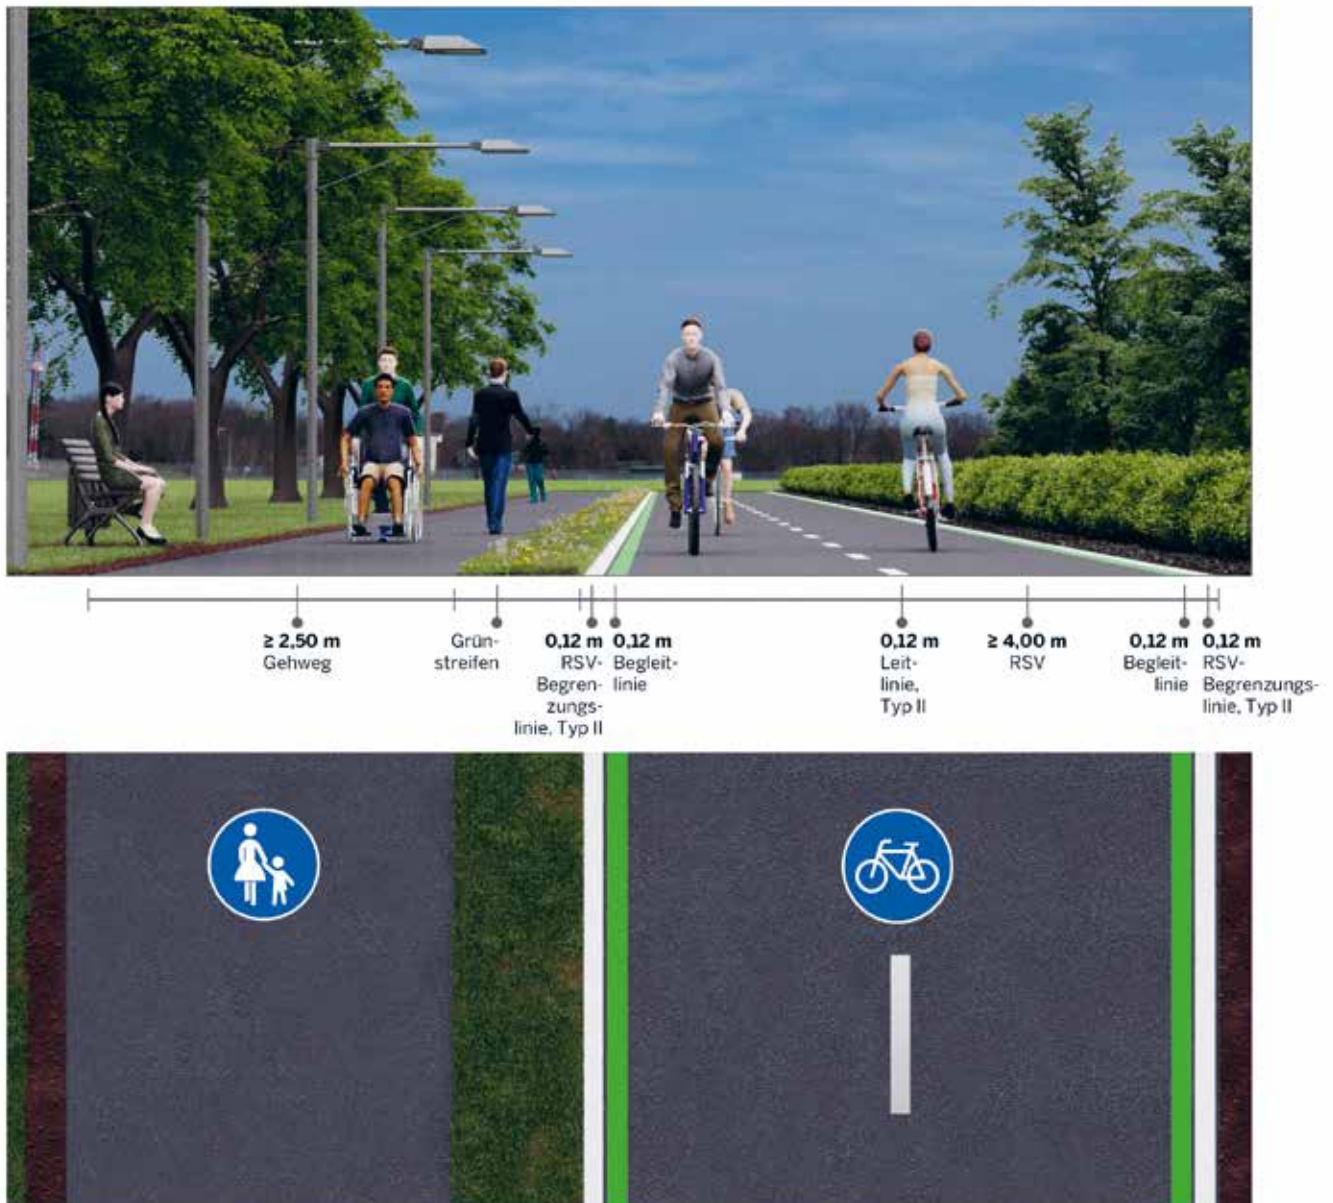 ≥ 2,50 m
Gehweg
Grün-
streifen
0,12 m
RSV-
Begren-
zungs-
linie, Typ II
0,12 m
Begleit-
linie
0,12 m
Leit-
linie,
Typ II
≥ 4,00 m
RSV
0,12 m
Begleit-
linie
0,12 m
RSV-
Begrenzungs-
linie, Typ II